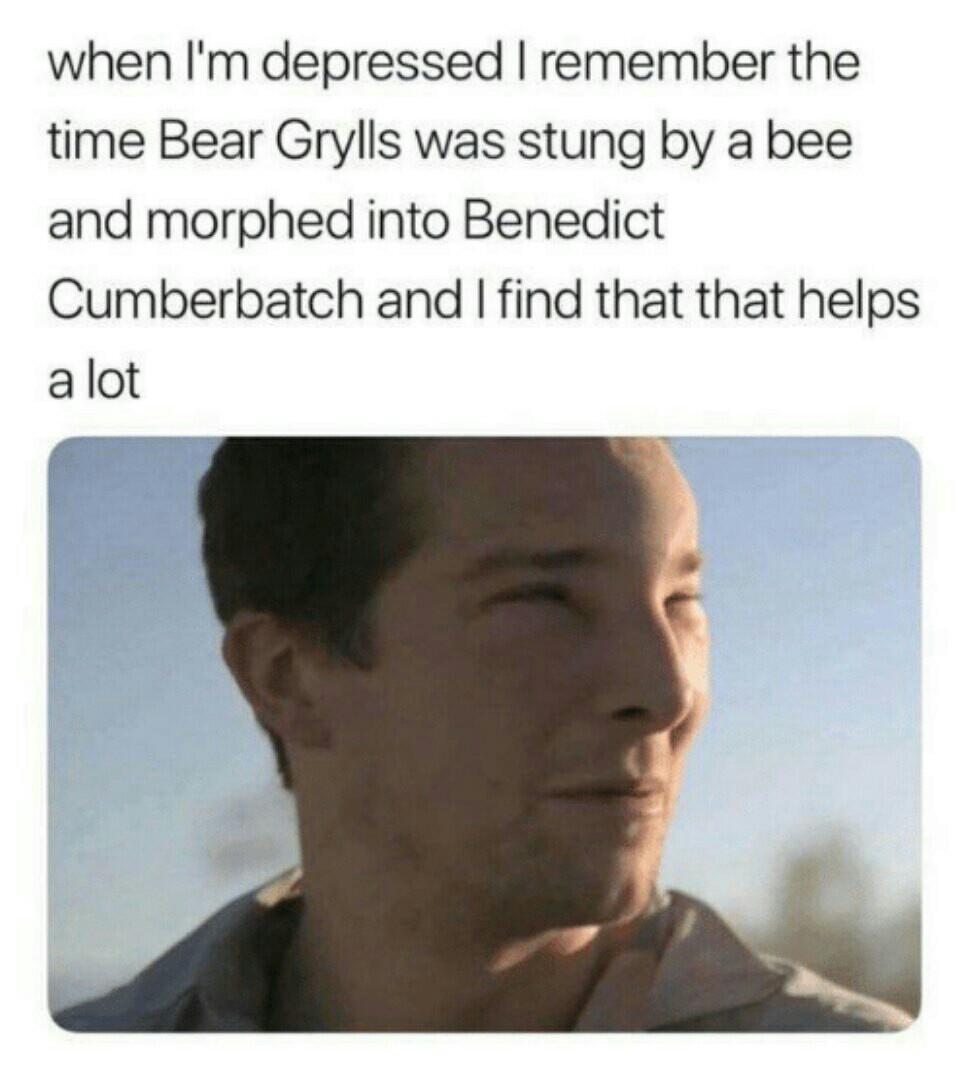 when I'm depressed I remember the
time Bear Grylls was stung by a bee
and morphed into Benedict
Cumberbatch and I find that that helps
a lot